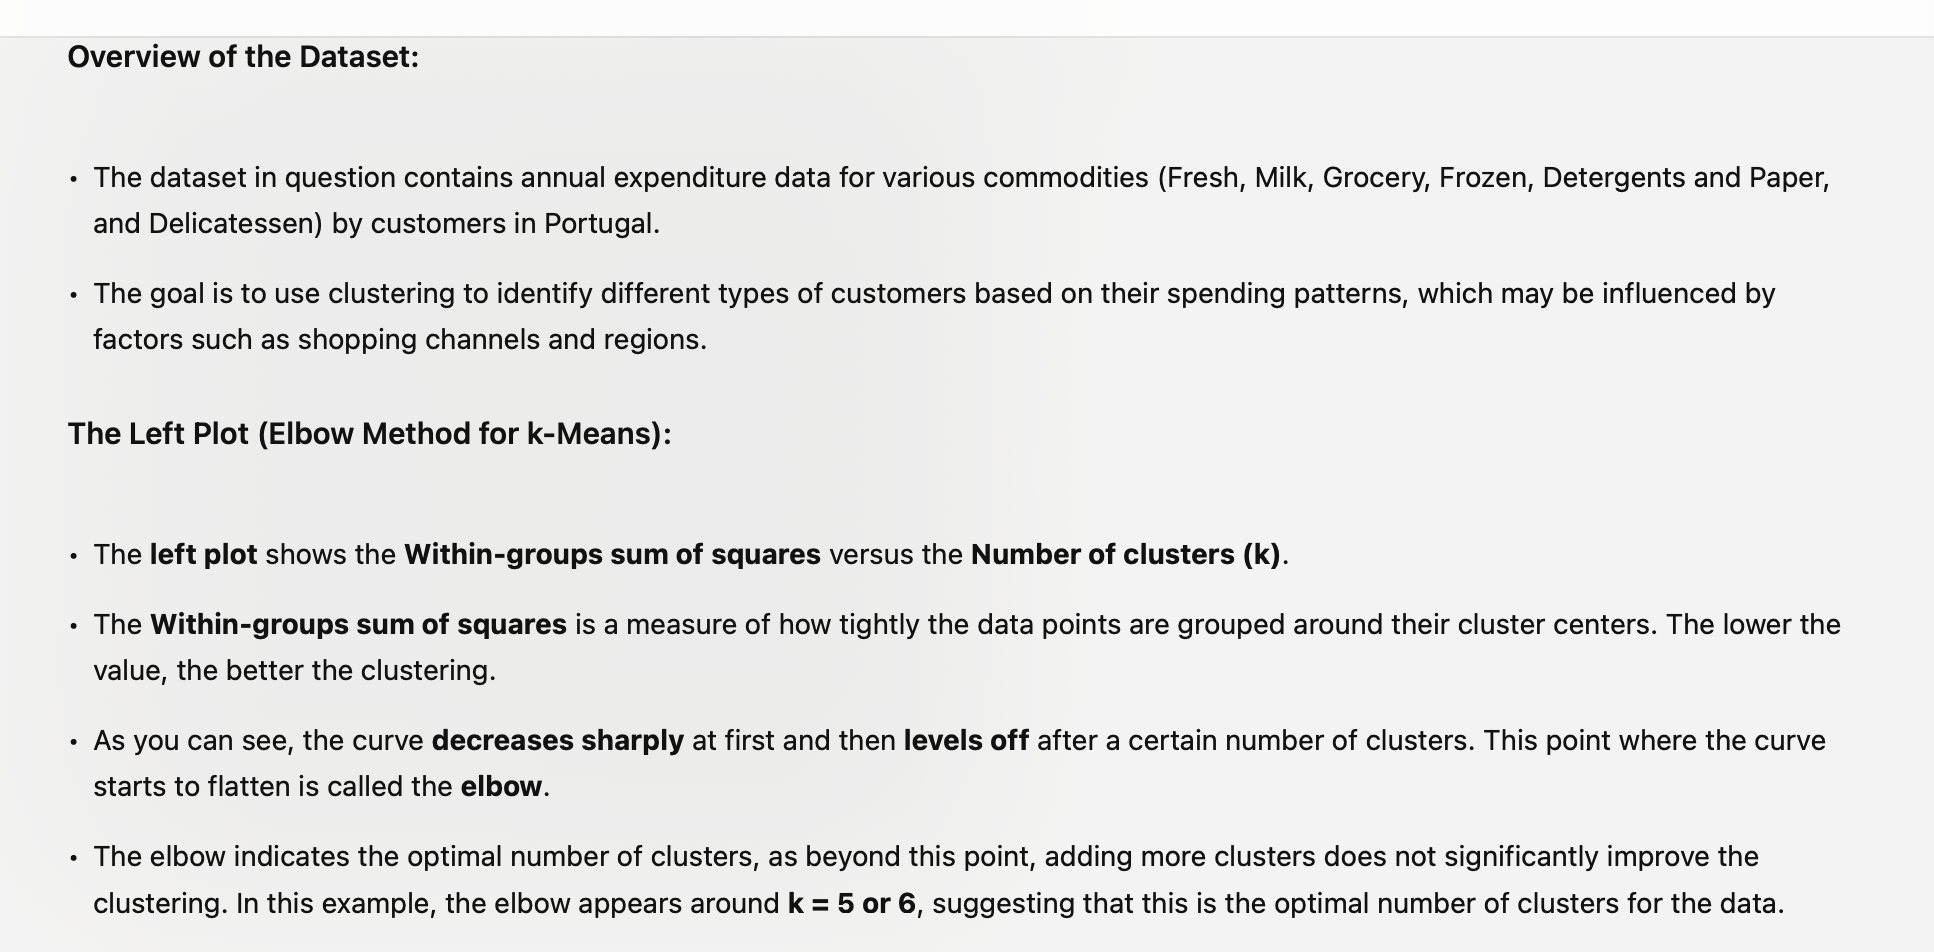 Overview of the Dataset:
• The dataset in question contains annual expenditure data for various commodities (Fresh, Milk, Grocery, Frozen, Detergents and Paper,
and Delicatessen) by customers in Portugal.
• The goal is to use clustering to identify different types of customers based on their spending patterns, which may be influenced by
factors such as shopping channels and regions.
The Left Plot (Elbow Method for k-Means):
• The left plot shows the Within-groups sum of squares versus the Number of clusters (k).
• The Within-groups sum of squares is a measure of how tightly the data points are grouped around their cluster centers. The lower the
value, the better the clustering.
• As you can see, the curve decreases sharply at first and then levels off after a certain number of clusters. This point where the curve
starts to flatten is called the elbow.
• The elbow indicates the optimal number of clusters, as beyond this point, adding more clusters does not significantly improve the
clustering. In this example, the elbow appears around k = 5 or 6, suggesting that this is the optimal number of clusters for the data.